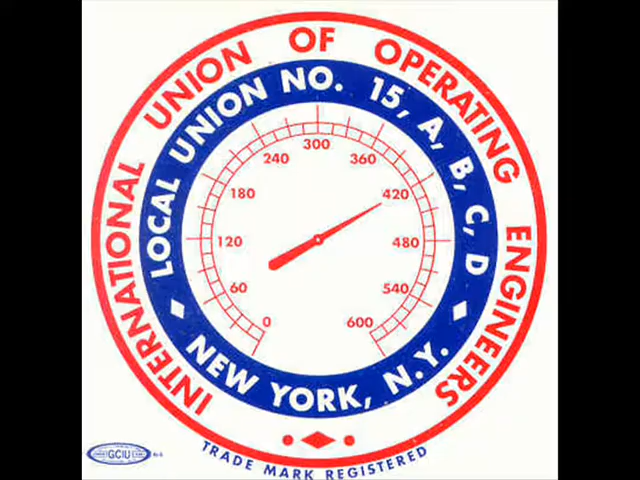 INTERNATIONAL UNION OF OPERATING ENGINEERS
LOCAL UNION NO. 15, A, B, C, D
NEW YORK, N.Y.
300
240
360
180
420
120
480
60
540
0
600
GCIU
TRADE MARK REGISTERED